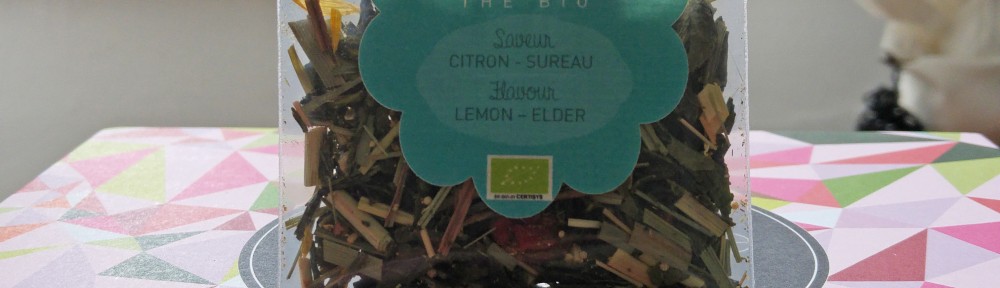 THÉ BIO
Saveur
CITRON - SUREAU
Flavour
LEMON - ELDER